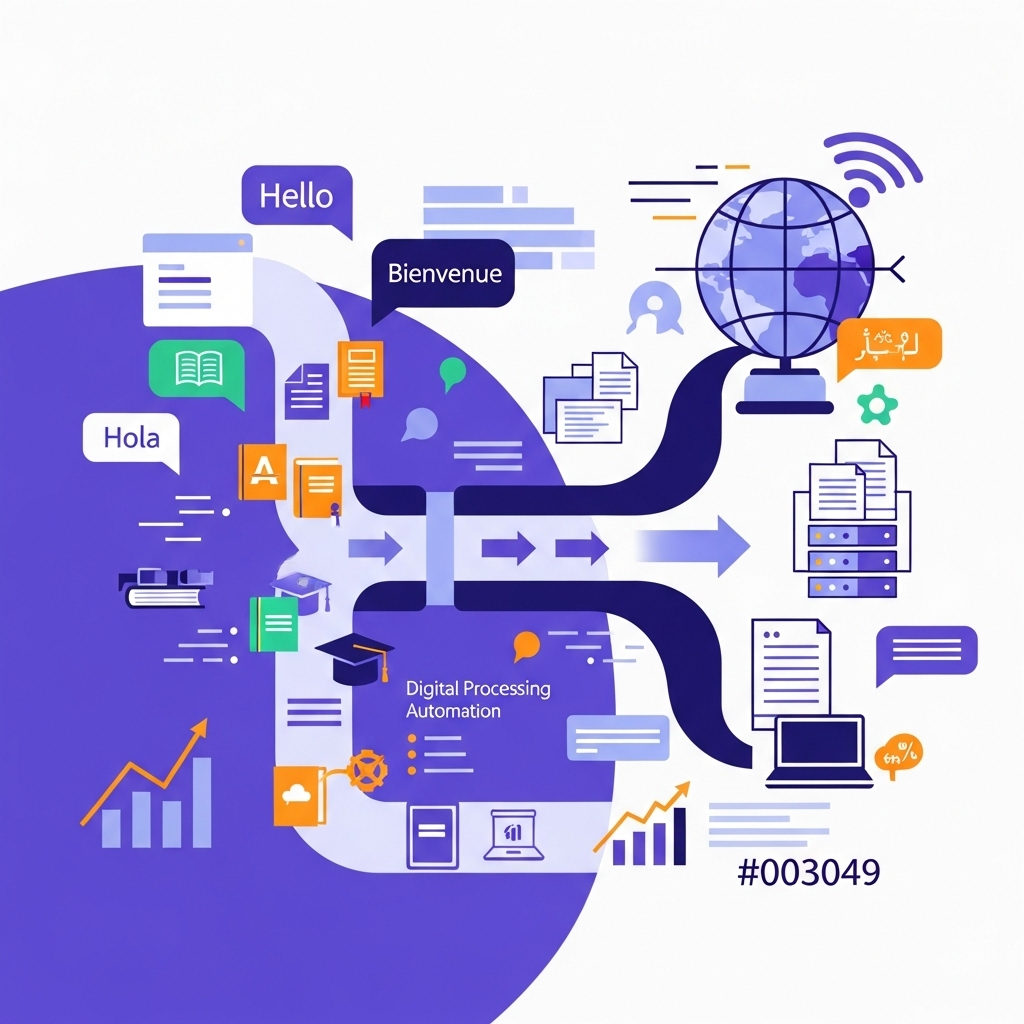 Hello
Bienvenue
Hola
A
Digital Processing
Automation
#003049